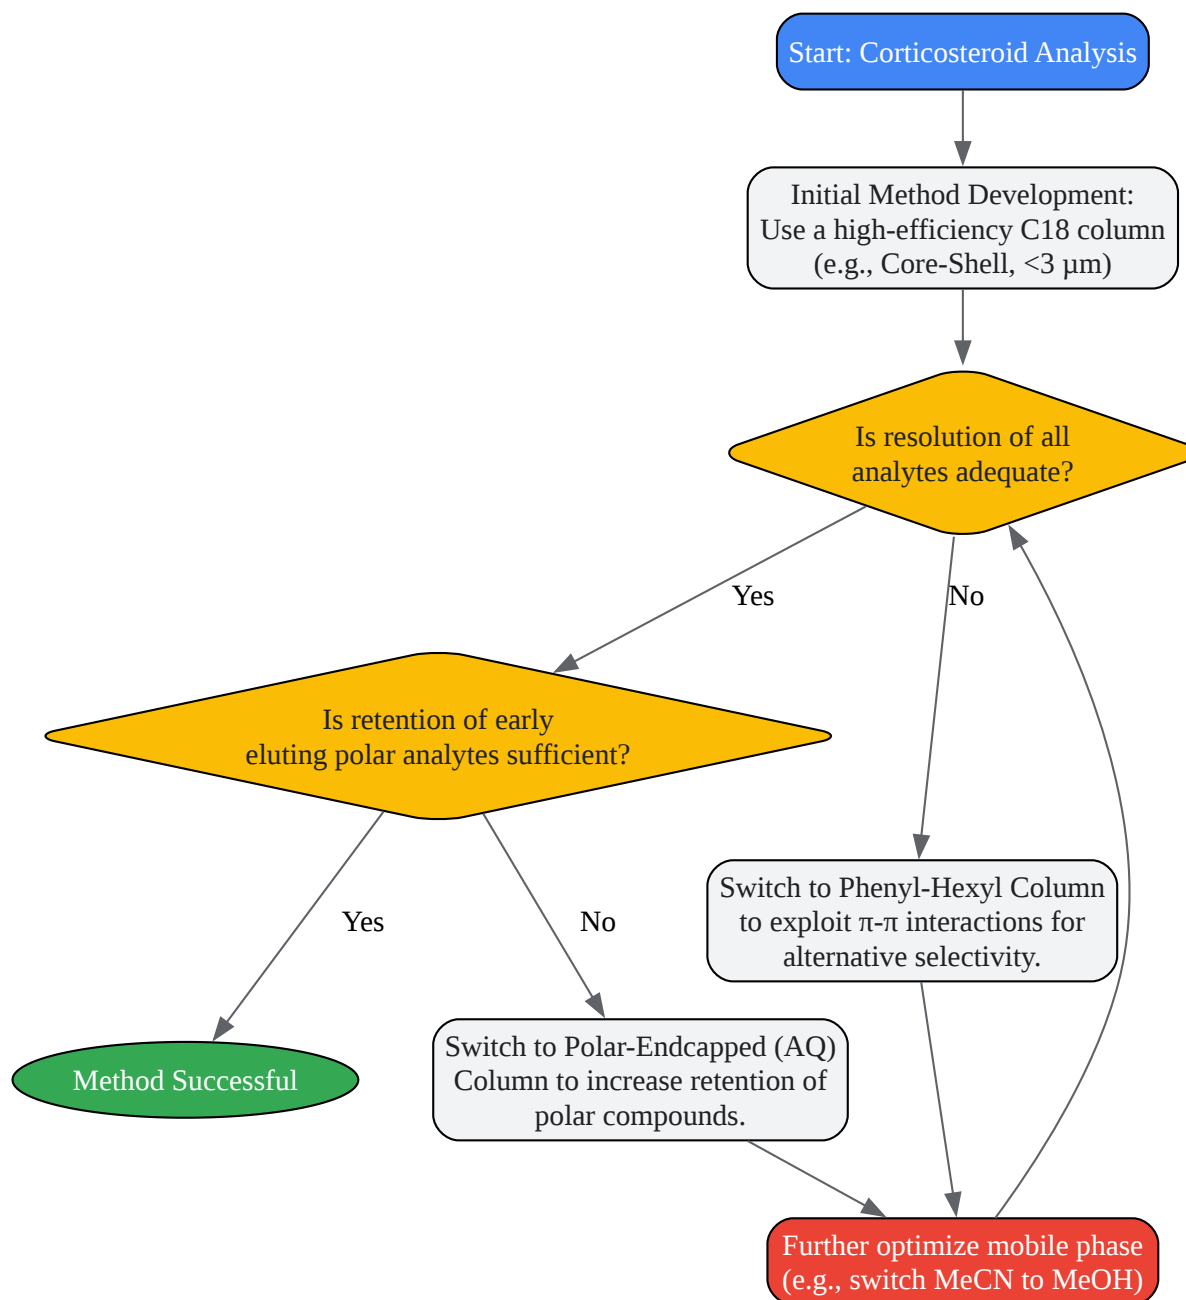 Start: Corticosteroid Analysis
Initial Method Development:
Use a high-efficiency C18 column
(e.g., Core-Shell, <3 µm)
Is resolution of all
analytes adequate?
Yes
No
Is retention of early
eluting polar analytes sufficient?
Switch to Phenyl-Hexyl Column
to exploit π-π interactions for
alternative selectivity.
Yes
No
Method Successful
Switch to Polar-Endcapped (AQ)
Column to increase retention of
polar compounds.
Further optimize mobile phase
(e.g., switch MeCN to MeOH)